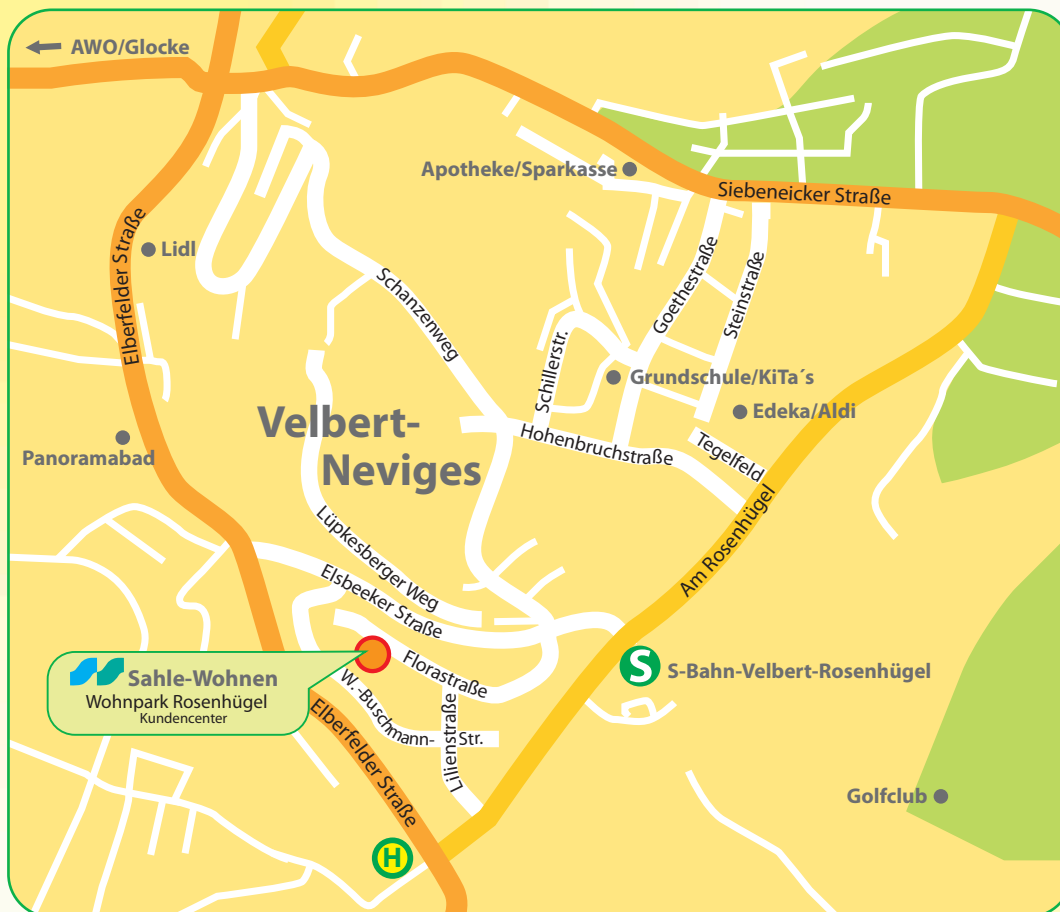 AWO/Glocke
Apotheke/Sparkasse
Siebeneicker Straße
Elberfelder Straße
Lidl
Schanzenweg
Goethestraße
Steinstraße
Schillerstr.
Grundschule/KiTa´s
Edeka/Aldi
Velbert-
Neviges
Hohenbruchstraße
Tegelfeld
Panoramabad
Am Rosenhügel
Lüpkesberger Weg
Elsbeeker Straße
Florastraße
S
S-Bahn-Velbert-Rosenhügel
Sahle-Wohnen
Wohnpark Rosenhügel
Kundencenter
W.-Buschmann- Str.
Lilienstraße
Elberfelder Straße
Golfclub
H